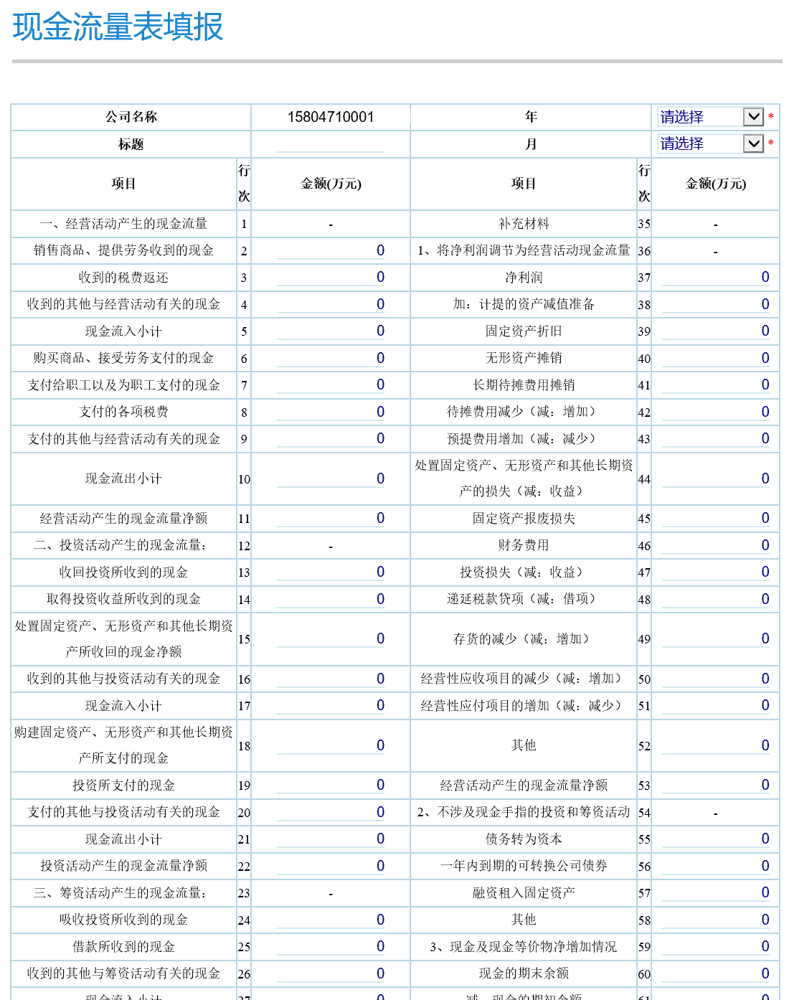 现金流量表填报
公司名称 15804710001 年 请选择 *
标题 月 请选择 *
项目 行次 金额(万元) 项目 行次 金额(万元)
一、经营活动产生的现金流量 1 - 补充材料 35 -
销售商品、提供劳务收到的现金 2 0 1、将净利润调节为经营活动现金流量 36 -
收到的税费返还 3 0 净利润 37 0
收到的其他与经营活动有关的现金 4 0 加：计提的资产减值准备 38 0
现金流入小计 5 0 固定资产折旧 39 0
购买商品、接受劳务支付的现金 6 0 无形资产摊销 40 0
支付给职工以及为职工支付的现金 7 0 长期待摊费用摊销 41 0
支付的各项税费 8 0 待摊费用减少（减：增加） 42 0
支付的其他与经营活动有关的现金 9 0 预提费用增加（减：减少） 43 0
现金流出小计 10 0 处置固定资产、无形资产和其他长期资产的损失（减：收益） 44 0
经营活动产生的现金流量净额 11 0 固定资产报废损失 45 0
二、投资活动产生的现金流量： 12 - 财务费用 46 0
收回投资所收到的现金 13 0 投资损失（减：收益） 47 0
取得投资收益所收到的现金 14 0 递延税款贷项（减：借项） 48 0
处置固定资产、无形资产和其他长期资产所收回的现金净额 15 0 存货的减少（减：增加） 49 0
收到的其他与投资活动有关的现金 16 0 经营性应收项目的减少（减：增加） 50 0
现金流入小计 17 0 经营性应付项目的增加（减：减少） 51 0
购建固定资产、无形资产和其他长期资产所支付的现金 18 0 其他 52 0
投资所支付的现金 19 0 经营活动产生的现金流量净额 53 0
支付的其他与投资活动有关的现金 20 0 2、不涉及现金手指的投资和筹资活动 54 -
现金流出小计 21 0 债务转为资本 55 0
投资活动产生的现金流量净额 22 0 一年内到期的可转换公司债券 56 0
三、筹资活动产生的现金流量： 23 - 融资租入固定资产 57 0
吸收投资所收到的现金 24 0 其他 58 0
借款所收到的现金 25 0 3、现金及现金等价物净增加情况 59 0
收到的其他与筹资活动有关的现金 26 0 现金的期末余额 60 0
现金流入小计 27 0 减：现金的期初余额 61 0